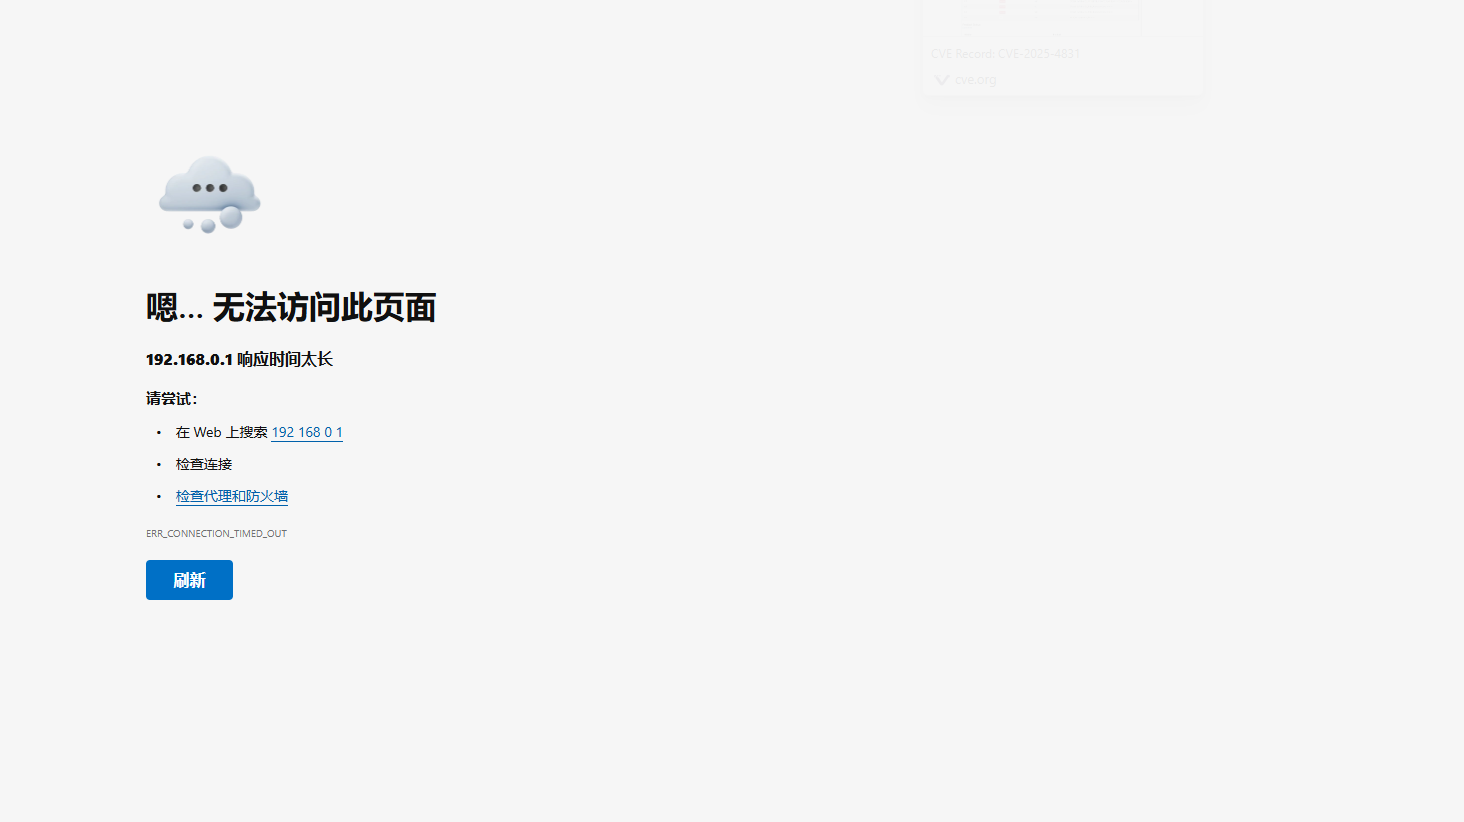 CVE Record: CVE-2025-4831
cve.org
嗯… 无法访问此页面
192.168.0.1 响应时间太长
请尝试：
• 在 Web 上搜索 192 168 0 1
• 检查连接
• 检查代理和防火墙
ERR_CONNECTION_TIMED_OUT
刷新